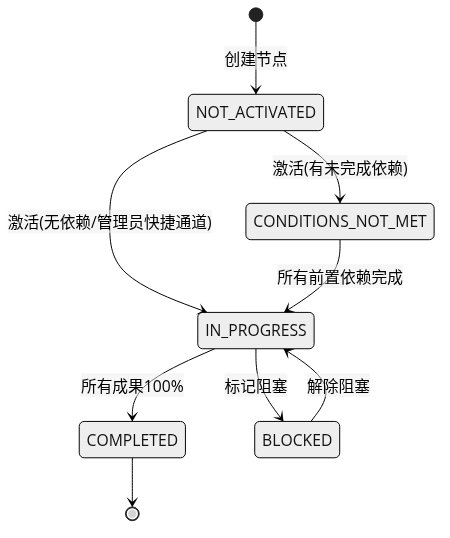 创建节点
NOT_ACTIVATED
激活(有未完成依赖)
激活(无依赖/管理员快捷通道)
CONDITIONS_NOT_MET
所有前置依赖完成
IN_PROGRESS
所有成果100%
标记阻塞
解除阻塞
COMPLETED
BLOCKED